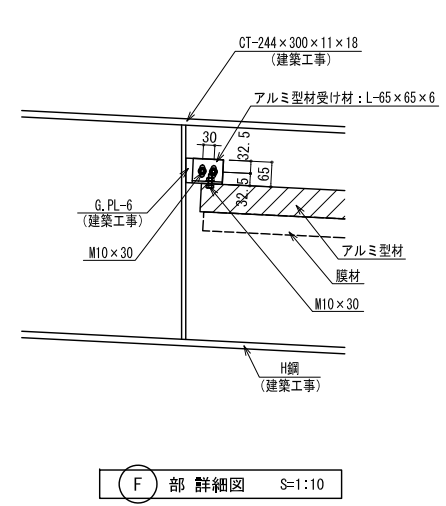 CT-244×300×11×18
(建築工事)
アルミ型材受け材：L-65×65×6
30
32.5
65
32.5
G.PL-6
(建築工事)
M10×30
アルミ型材
膜材
M10×30
H鋼
(建築工事)
F 部 詳細図 S=1:10